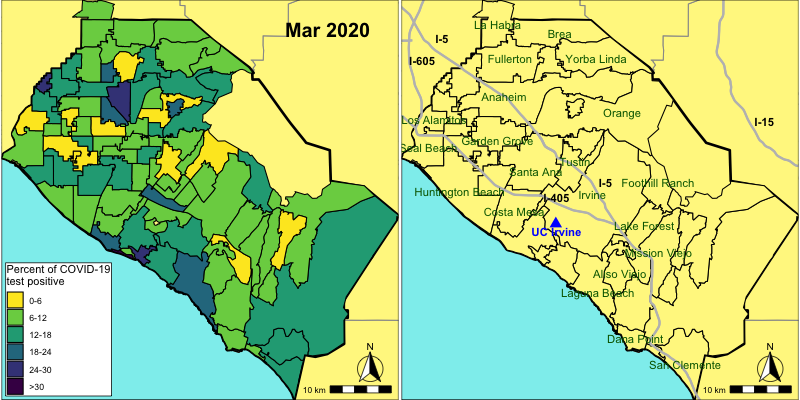 Mar 2020
Percent of COVID-19
test positive
0-6
6-12
12-18
18-24
24-30
>30
N
10 km
La Habra
Brea
I-5
Fullerton
Yorba Linda
I-605
Anaheim
Orange
Los Alamitos
I-15
Garden Grove
Seal Beach
Tustin
Santa Ana
I-5
Foothill Ranch
Huntington Beach
I-405
Irvine
Costa Mesa
Lake Forest
UC Irvine
Mission Viejo
Aliso Viejo
Laguna Beach
Dana Point
San Clemente
N
10 km